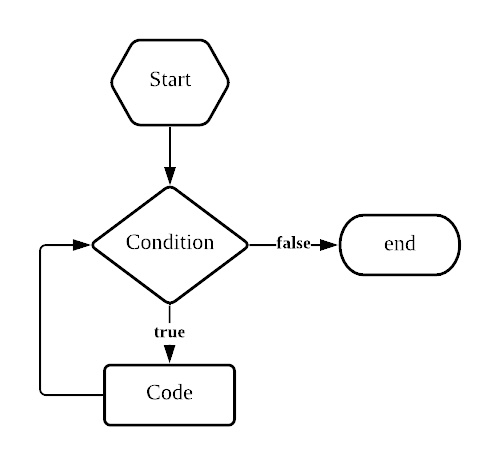 Start
Condition
false
end
true
Code